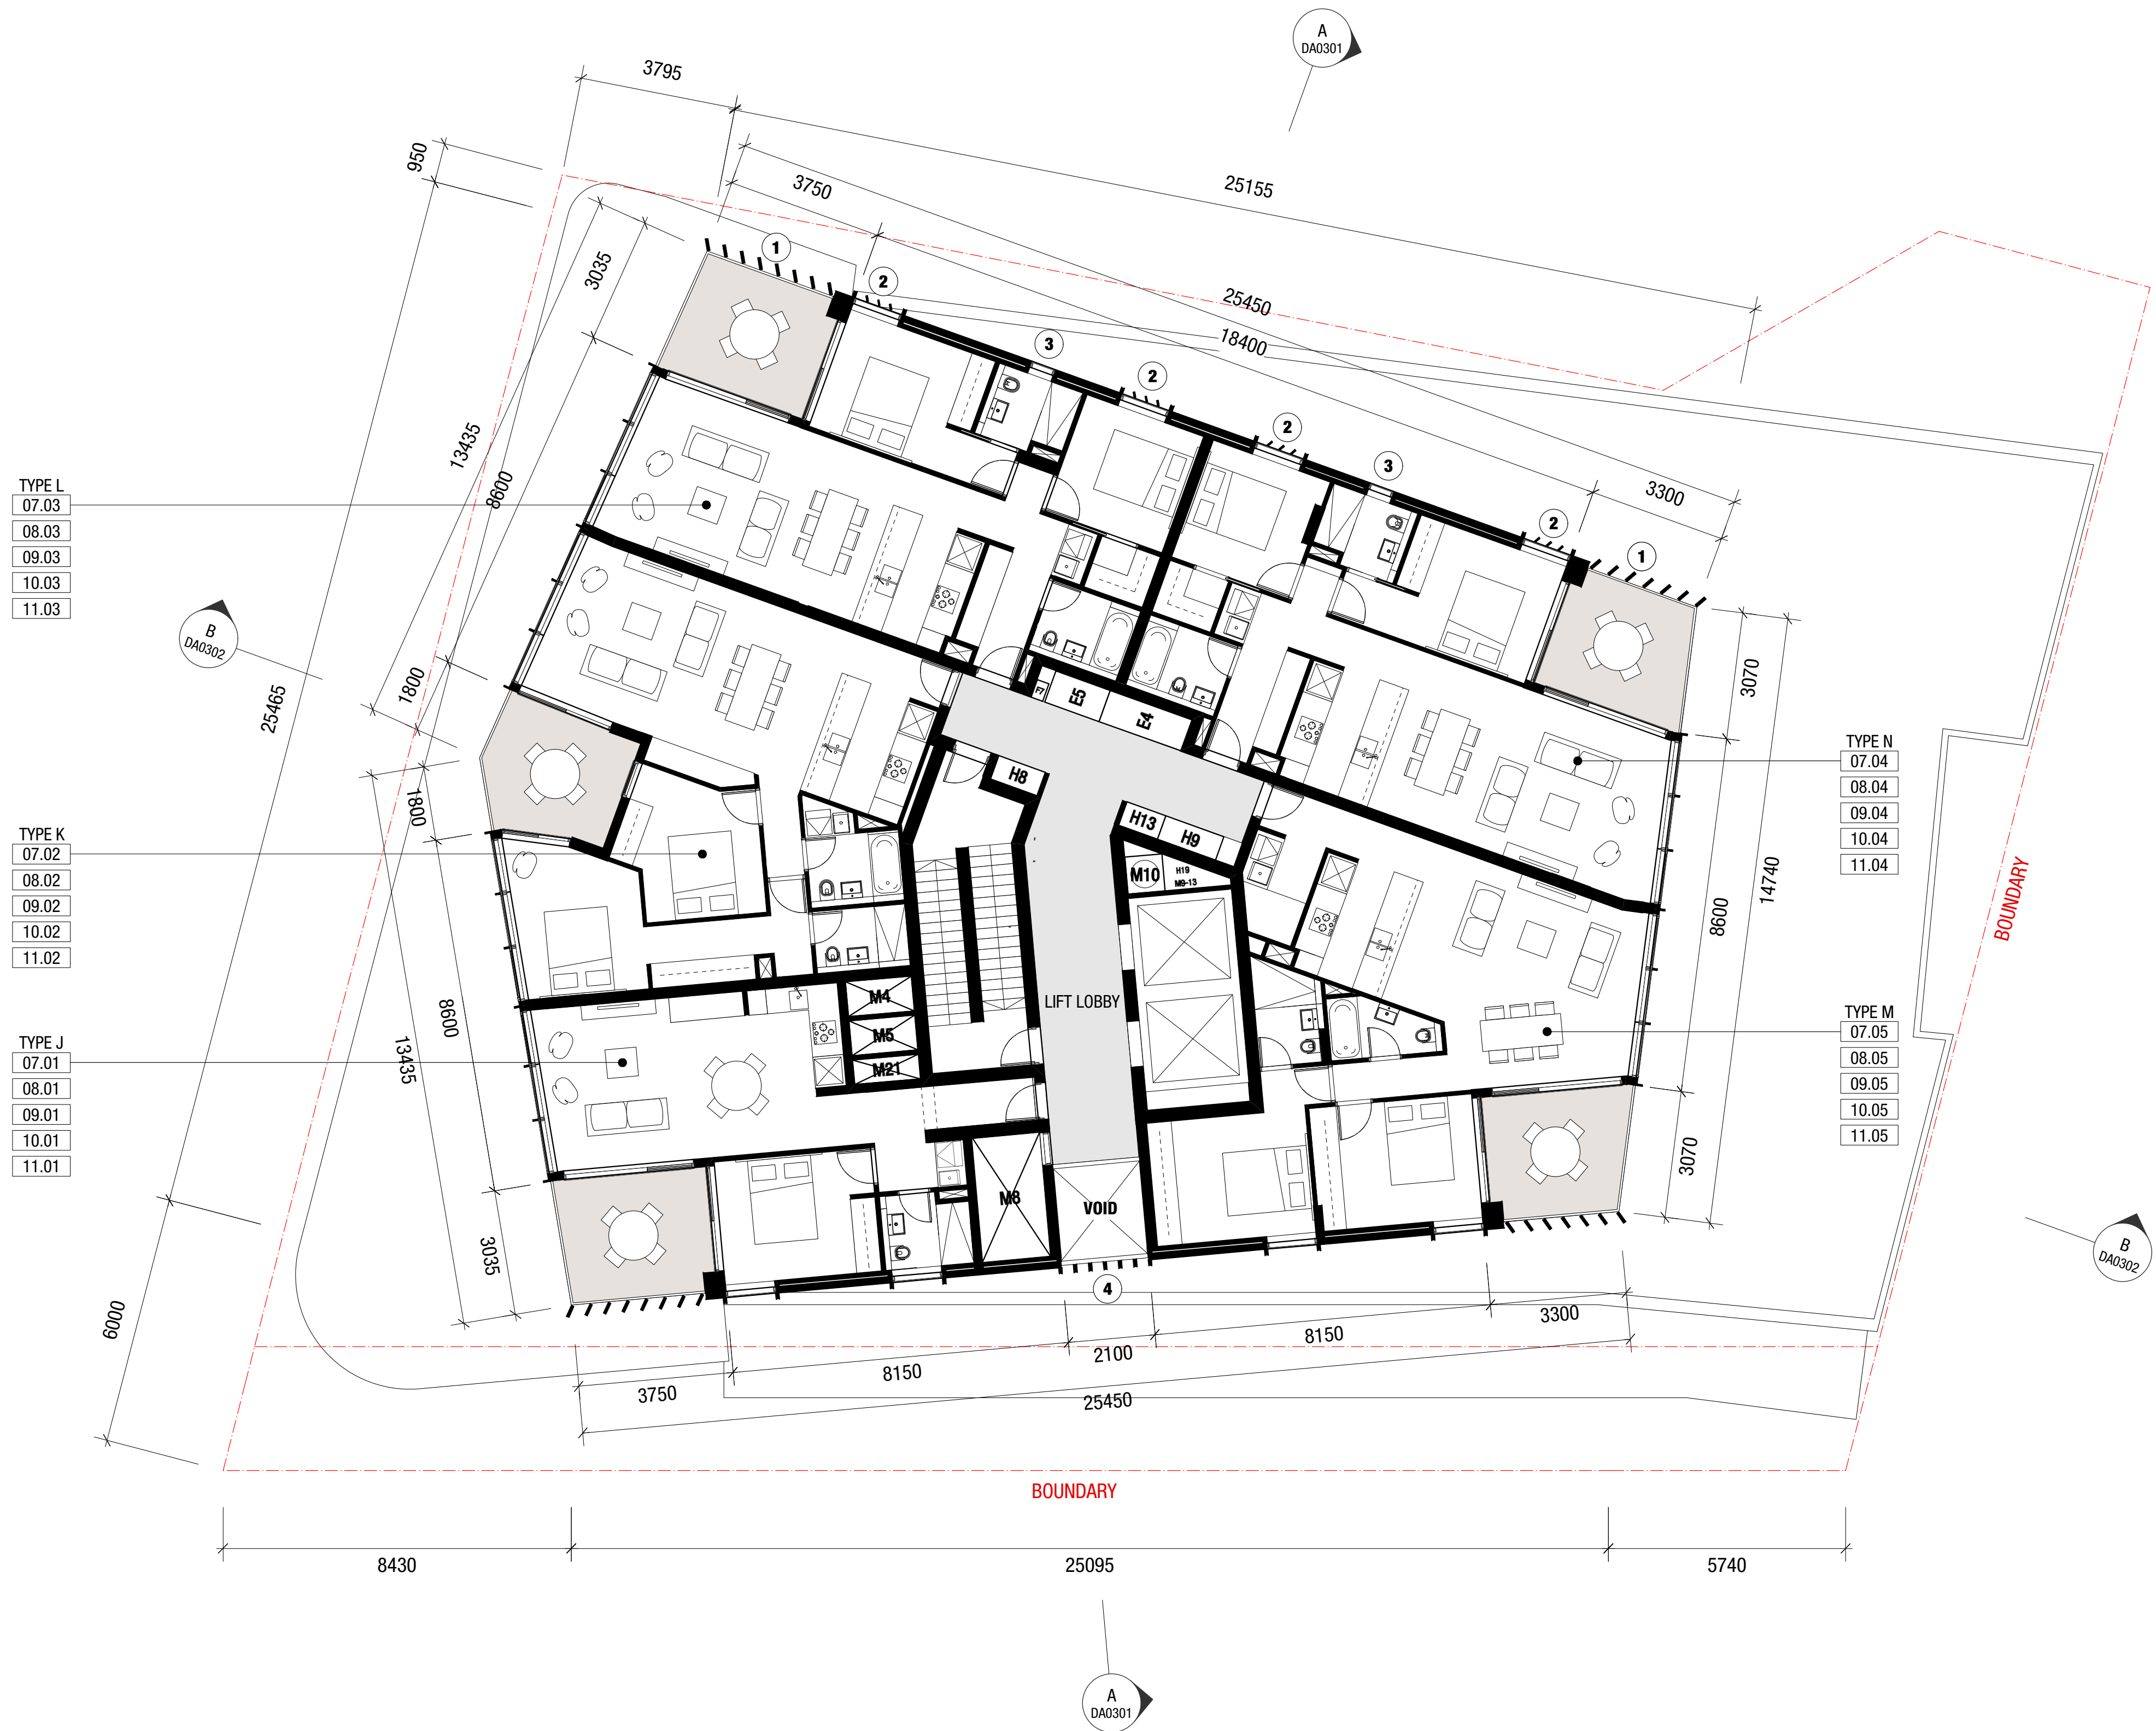 A
DA0301
3795
950
3750
25155
3035
1
2
25450
18400
3
2
2
3
3300
2
1
13435
8600
TYPE L
07.03
08.03
09.03
10.03
11.03
B
DA0302
1800
25465
3070
F7
E5
E4
TYPE N
07.04
08.04
09.04
10.04
11.04
H8
1800
H13
H9
TYPE K
07.02
08.02
09.02
10.02
11.02
M10
H19
M9-13
8600
14740
BOUNDARY
M4
LIFT LOBBY
8600
M5
M21
13435
TYPE J
07.01
08.01
09.01
10.01
11.01
TYPE M
07.05
08.05
09.05
10.05
11.05
3070
M8
VOID
3035
B
DA0302
4
6000
3300
8150
2100
8150
3750
25450
BOUNDARY
8430
25095
5740
A
DA0301